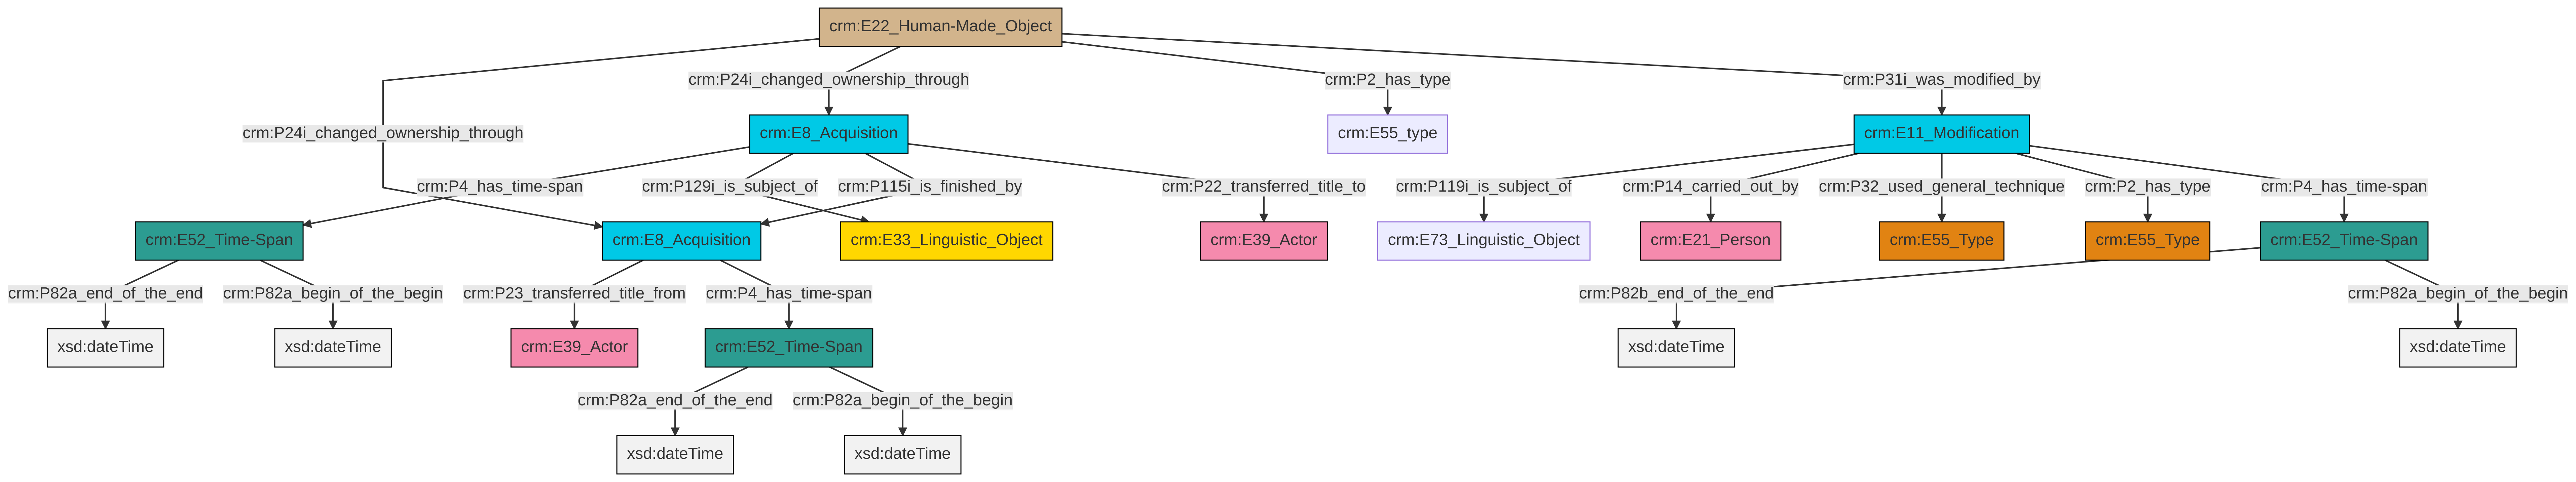 crm:E22_Human-Made_Object
crm:P24i_changed_ownership_through
crm:P2_has_type
crm:P31i_was_modified_by
crm:P24i_changed_ownership_through
crm:E8_Acquisition
crm:E55_type
crm:E11_Modification
crm:P4_has_time-span
crm:P129i_is_subject_of
crm:P115i_is_finished_by
crm:P22_transferred_title_to
crm:P119i_is_subject_of
crm:P14_carried_out_by
crm:P32_used_general_technique
crm:P2_has_type
crm:P4_has_time-span
crm:E52_Time-Span
crm:E8_Acquisition
crm:E33_Linguistic_Object
crm:E39_Actor
crm:E73_Linguistic_Object
crm:E21_Person
crm:E55_Type
crm:E55_Type
crm:E52_Time-Span
crm:P82a_end_of_the_end
crm:P82a_begin_of_the_begin
crm:P23_transferred_title_from
crm:P4_has_time-span
crm:P82b_end_of_the_end
crm:P82a_begin_of_the_begin
xsd:dateTime
xsd:dateTime
crm:E39_Actor
crm:E52_Time-Span
xsd:dateTime
xsd:dateTime
crm:P82a_end_of_the_end
crm:P82a_begin_of_the_begin
xsd:dateTime
xsd:dateTime